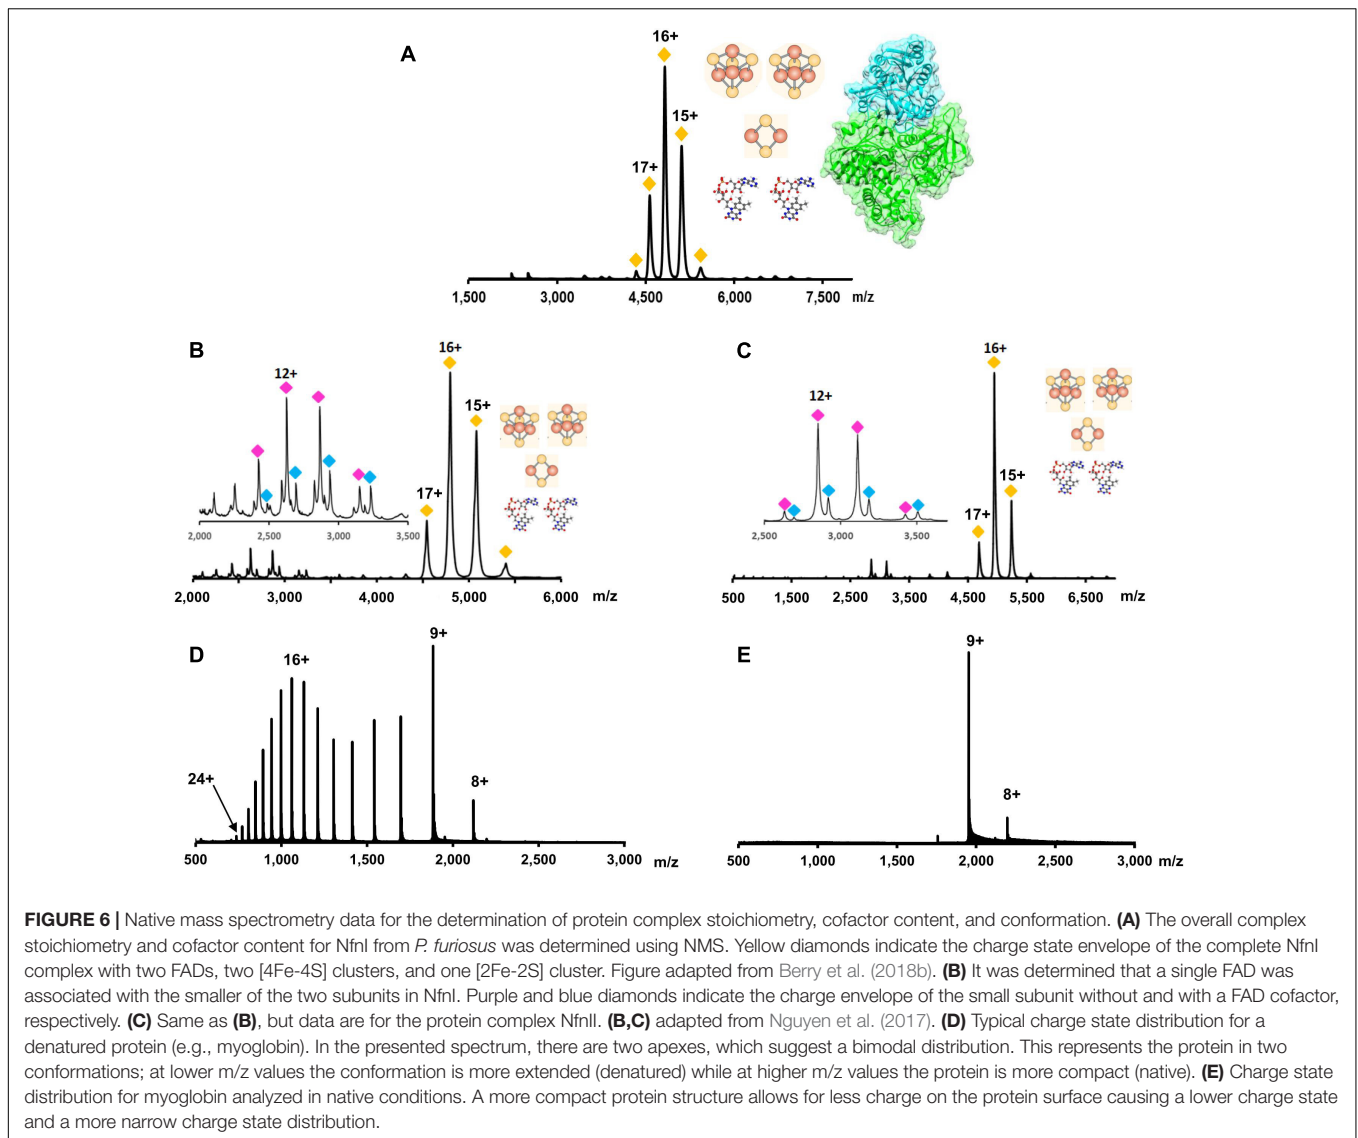 A
16+
15+
17+
1,500 3,000 4,500 6,000 7,500 m/z
B
16+
12+
15+
17+
2,000 2,500 3,000 3,500
2,000 3,000 4,000 5,000 6,000 m/z
C
16+
12+
15+
17+
2,500 3,000 3,500
500 1,500 2,500 3,500 4,500 5,500 6,500 m/z
D
9+
16+
24+
8+
500 1,000 1,500 2,000 2,500 3,000 m/z
E
9+
8+
500 1,000 1,500 2,000 2,500 3,000 m/z
FIGURE 6 | Native mass spectrometry data for the determination of protein complex stoichiometry, cofactor content, and conformation. (A) The overall complex
stoichiometry and cofactor content for NfnI from P. furiosus was determined using NMS. Yellow diamonds indicate the charge state envelope of the complete NfnI
complex with two FADs, two [4Fe-4S] clusters, and one [2Fe-2S] cluster. Figure adapted from Berry et al. (2018b). (B) It was determined that a single FAD was
associated with the smaller of the two subunits in NfnI. Purple and blue diamonds indicate the charge envelope of the small subunit without and with a FAD cofactor,
respectively. (C) Same as (B), but data are for the protein complex NfnII. (B,C) adapted from Nguyen et al. (2017). (D) Typical charge state distribution for a
denatured protein (e.g., myoglobin). In the presented spectrum, there are two apexes, which suggest a bimodal distribution. This represents the protein in two
conformations; at lower m/z values the conformation is more extended (denatured) while at higher m/z values the protein is more compact (native). (E) Charge state
distribution for myoglobin analyzed in native conditions. A more compact protein structure allows for less charge on the protein surface causing a lower charge state
and a more narrow charge state distribution.